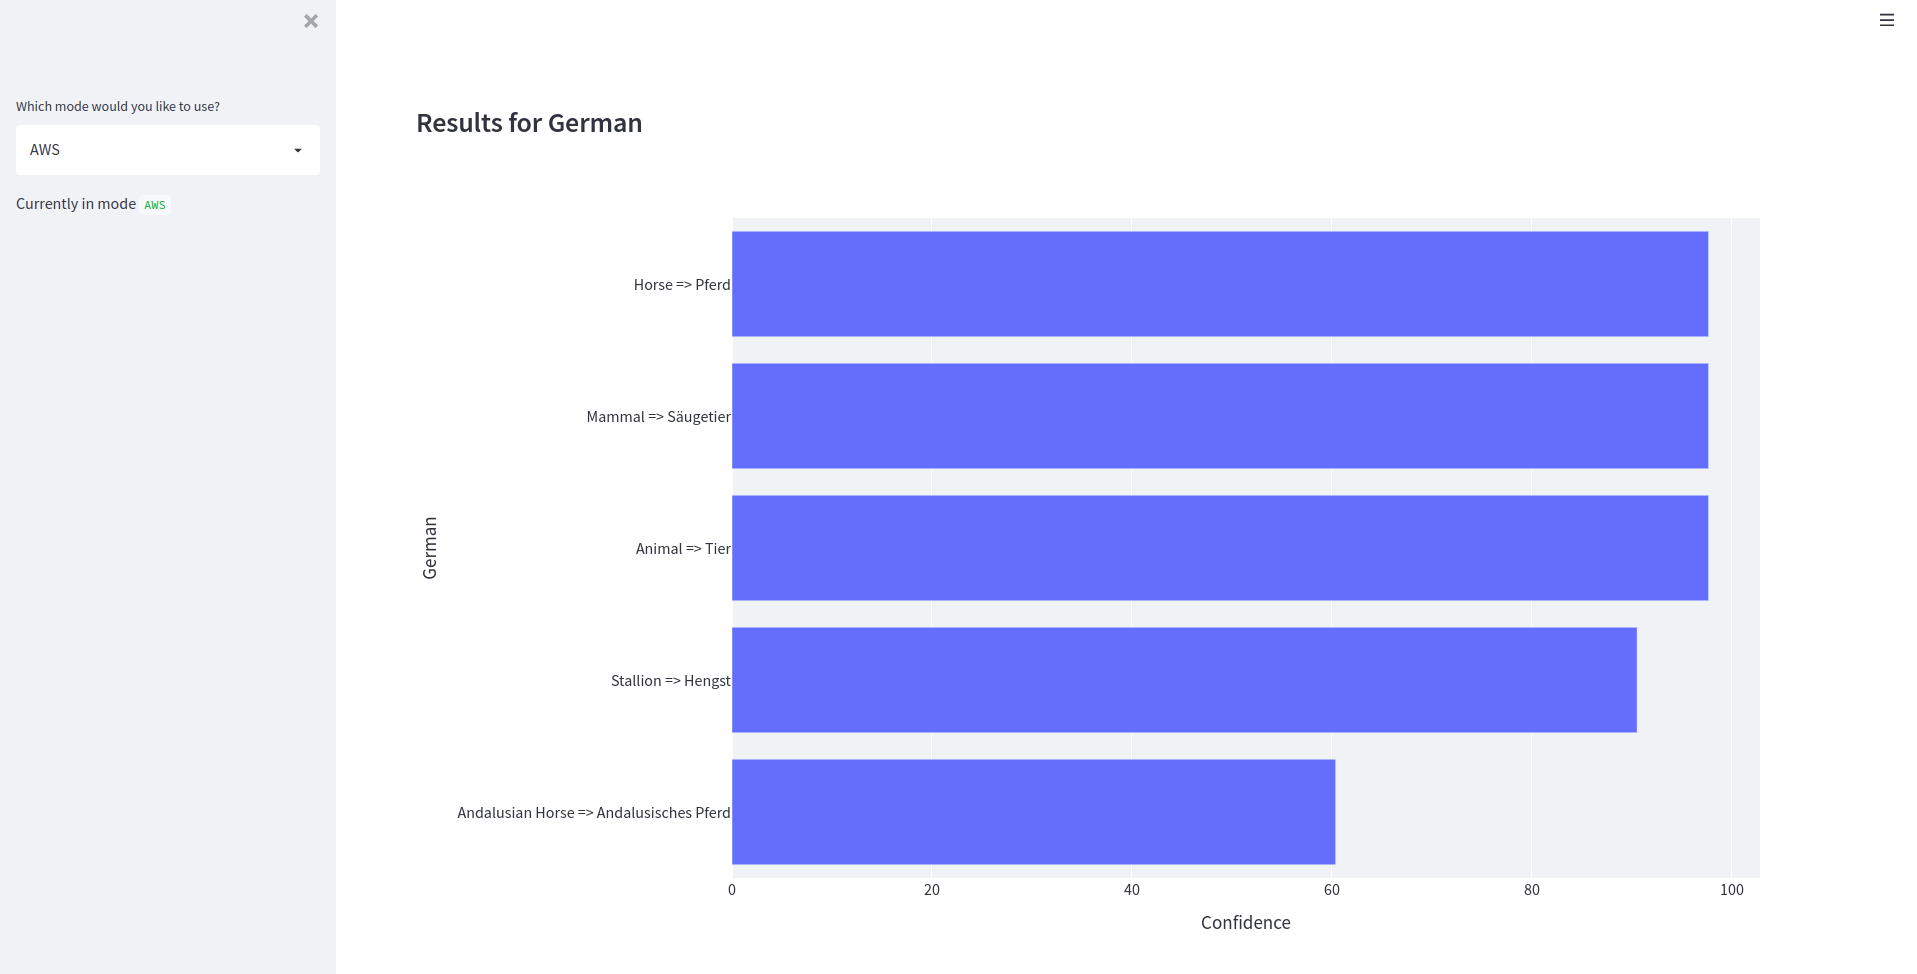 Which mode would you like to use?
AWS
Currently in mode AWS
Results for German
German
Horse => Pferd
Mammal => Säugetier
Animal => Tier
Stallion => Hengst
Andalusian Horse => Andalusisches Pferd
0 20 40 60 80 100
Confidence